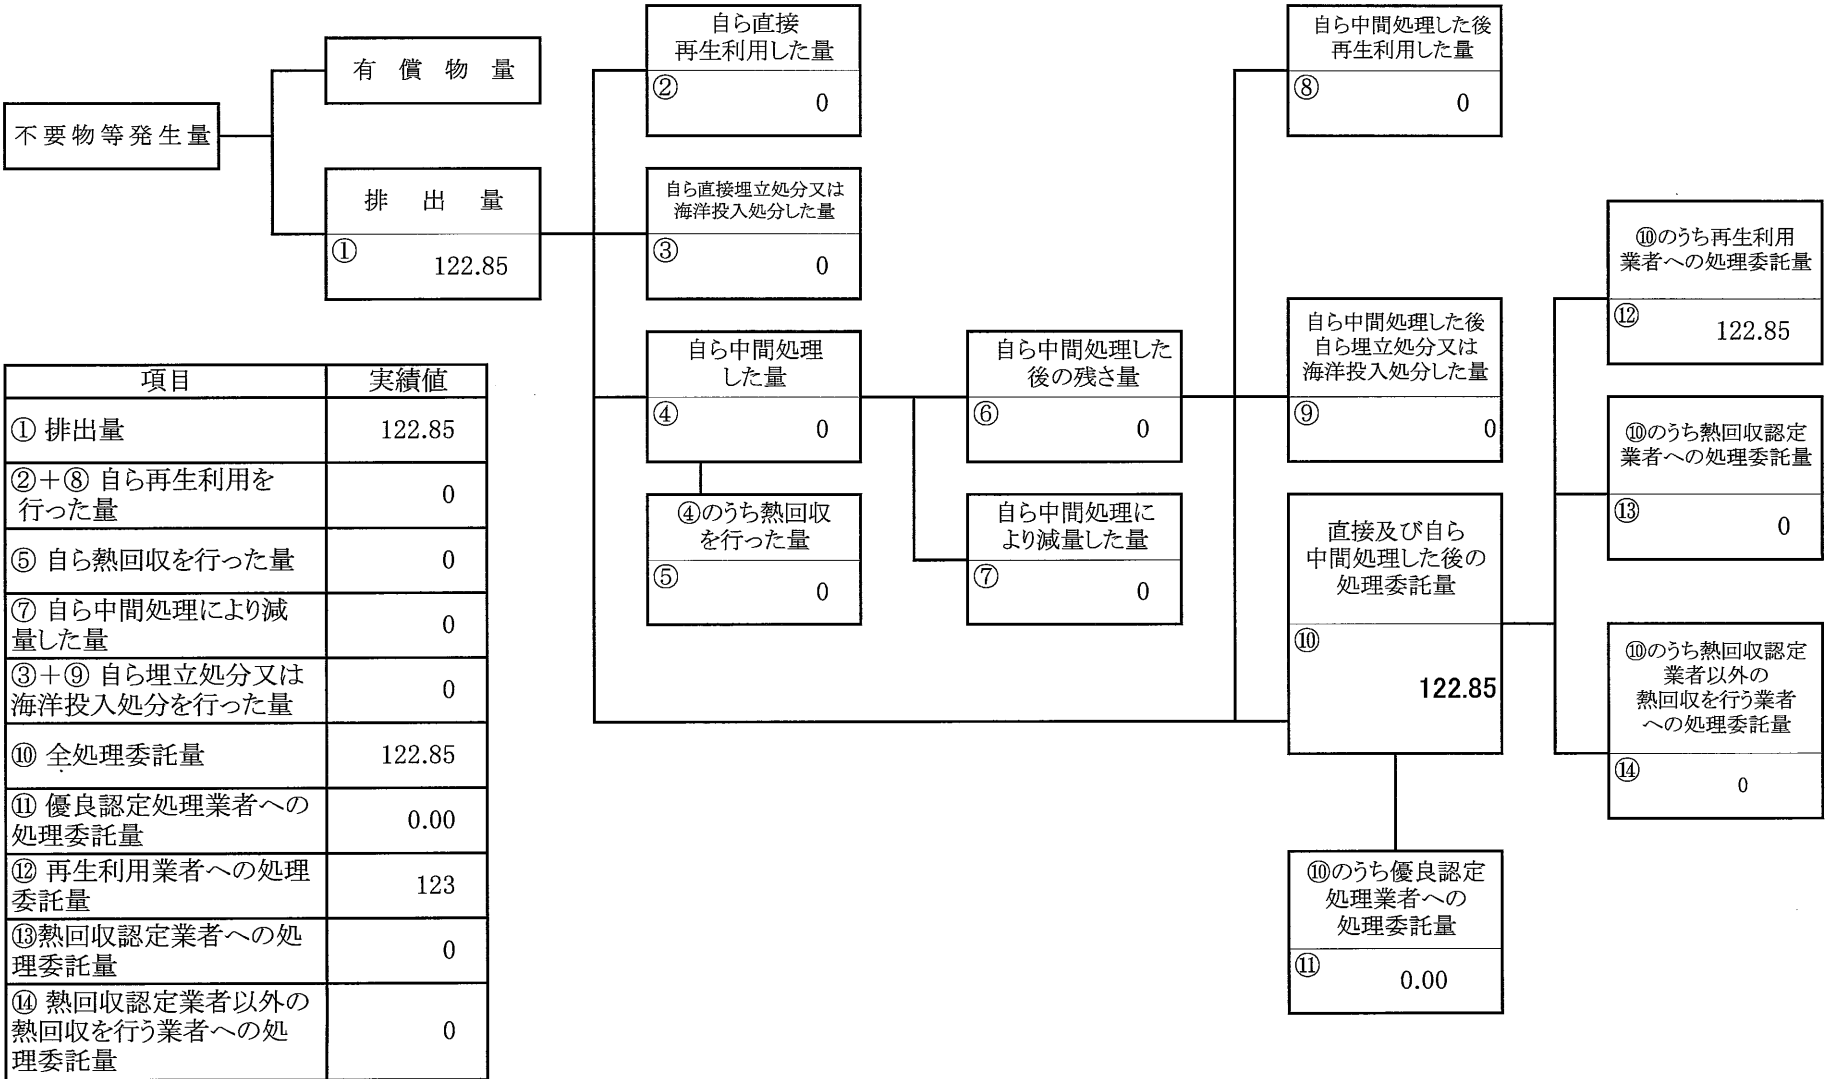 不要物等発生量
有償物量
排出量
①
122.85
自ら直接
再生利用した量
②
0
自ら直接埋立処分又は
海洋投入処分した量
③
0
自ら中間処理
した量
④
0
④のうち熱回収
を行った量
⑤
0
自ら中間処理した
後の残さ量
⑥
0
自ら中間処理に
より減量した量
⑦
0
自ら中間処理した後
再生利用した量
⑧
0
自ら中間処理した後
自ら埋立処分又は
海洋投入処分した量
⑨
0
直接及び自ら
中間処理した後の
処理委託量
⑩
122.85
⑩のうち優良認定
処理業者への
処理委託量
⑪
0.00
⑩のうち再生利用
業者への処理委託量
⑫
122.85
⑩のうち熱回収認定
業者への処理委託量
⑬
0
⑩のうち熱回収認定
業者以外の
熱回収を行う業者
への処理委託量
⑭
0
項目 実績値
① 排出量 122.85
②+⑧ 自ら再生利用を
行った量 0
⑤ 自ら熱回収を行った量 0
⑦ 自ら中間処理により減
量した量 0
③+⑨ 自ら埋立処分又は
海洋投入処分を行った量 0
⑩ 全処理委託量 122.85
⑪ 優良認定処理業者への
処理委託量 0.00
⑫ 再生利用業者への処理
委託量 123
⑬熱回収認定業者への処
理委託量 0
⑭ 熱回収認定業者以外の
熱回収を行う業者への処
理委託量 0